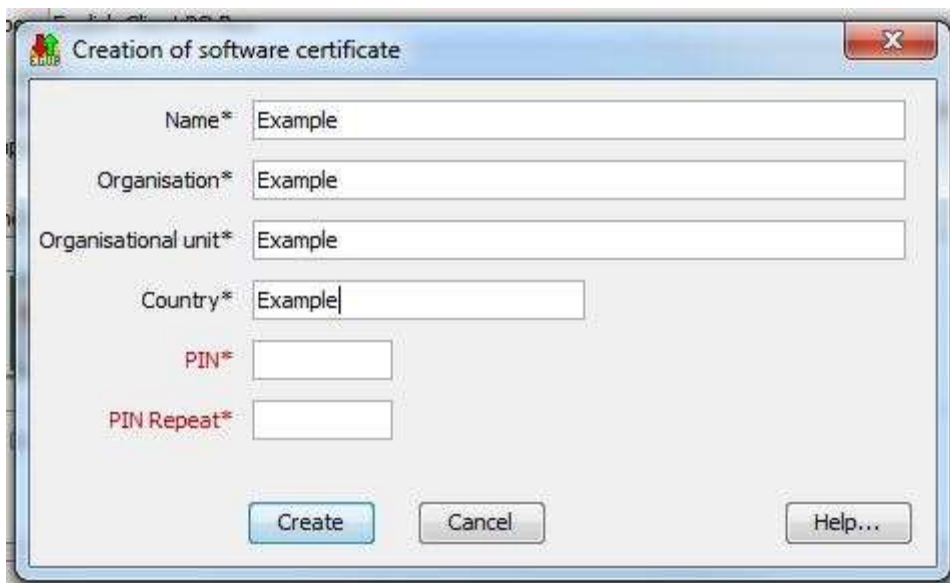 Creation of software certificate
Name* Example
Organisation* Example
Organisational unit* Example
Country* Example
PIN*
PIN Repeat*
Create Cancel Help...